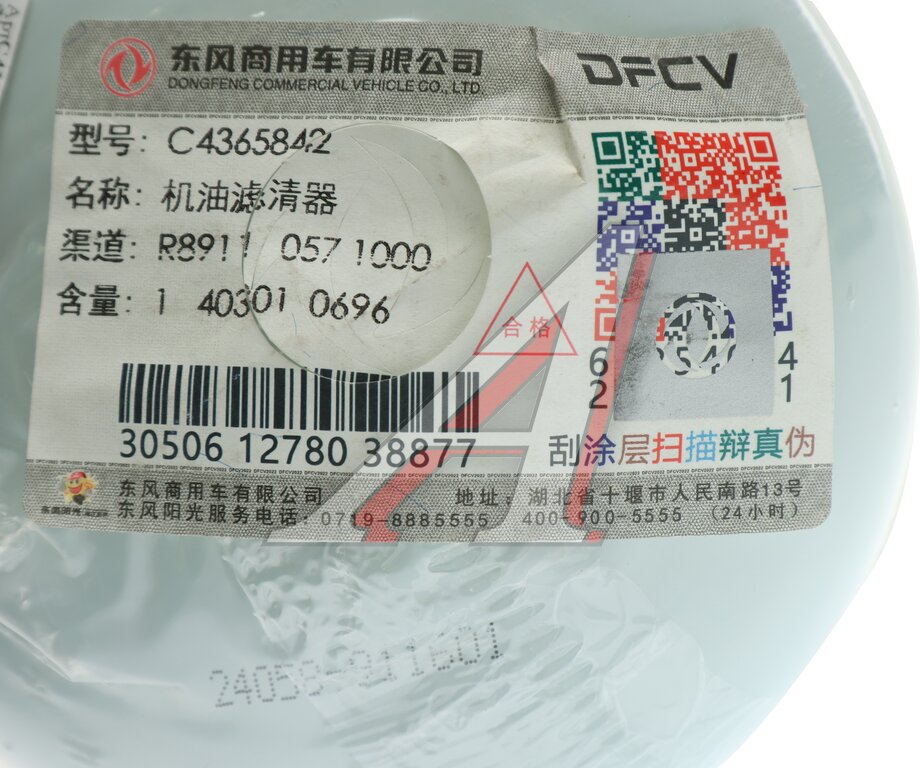 东风商用车有限公司
DONGFENG COMMERCIAL VEHICLE CO., LTD.
DFCV
型号: C4365842
名称: 机油滤清器
渠道: R8911 057 1000
含量: 1 40301 0696
合格
30506 12780 38877
刮涂层扫描辩真伪
东风商用车有限公司
地址: 湖北省十堰市人民南路13号
东风阳光服务电话: 0719-8885555 400-900-5555 (24小时)
东风阳光